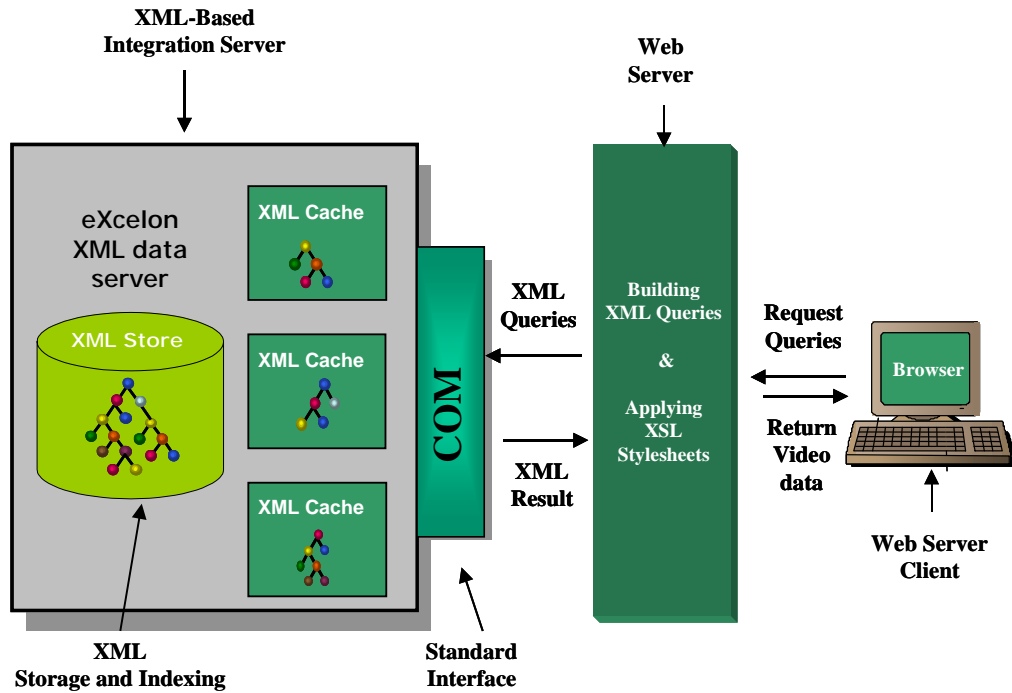 XML-Based
Integration Server
Web
Server
eXcelon
XML data
server
XML Store
XML Cache
XML Cache
XML Cache
COM
XML
Queries
XML
Result
Building
XML Queries
&
Applying
XSL
Stylesheets
Request
Queries
Return
Video
data
Browser
Web Server
Client
XML
Storage and Indexing
Standard
Interface